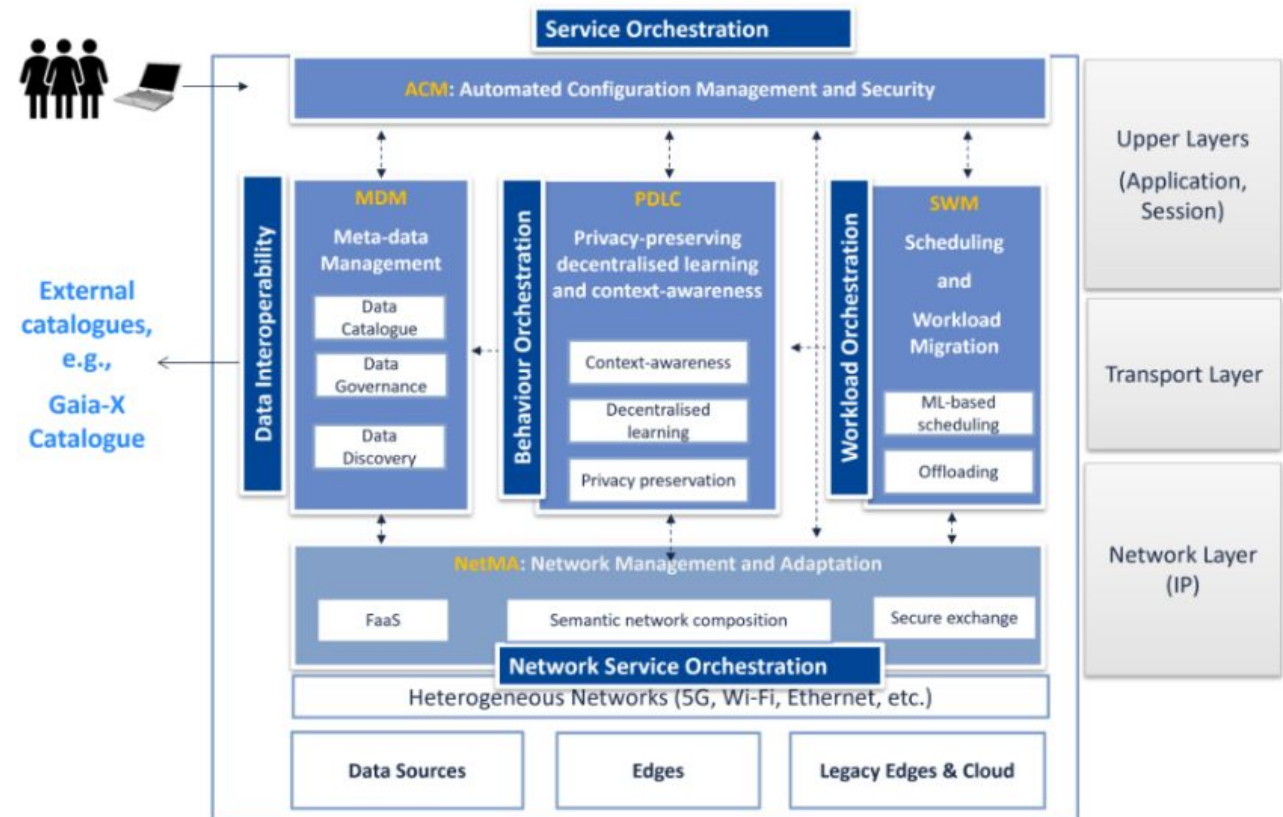 Service Orchestration
ACM: Automated Configuration Management and Security
Data Interoperability
MDM
Meta-data
Management
Data
Catalogue
Data
Governance
Data
Discovery
Behaviour Orchestration
PDLC
Privacy-preserving
decentralised learning
and context-awareness
Context-awareness
Decentralised
learning
Privacy preservation
Workload Orchestration
SWM
Scheduling
and
Workload
Migration
ML-based
scheduling
Offloading
External
catalogues,
e.g.,
Gaia-X
Catalogue
NetMA: Network Management and Adaptation
FaaS
Semantic network composition
Secure exchange
Network Service Orchestration
Heterogeneous Networks (5G, Wi-Fi, Ethernet, etc.)
Data Sources
Edges
Legacy Edges & Cloud
Upper Layers
(Application,
Session)
Transport Layer
Network Layer
(IP)